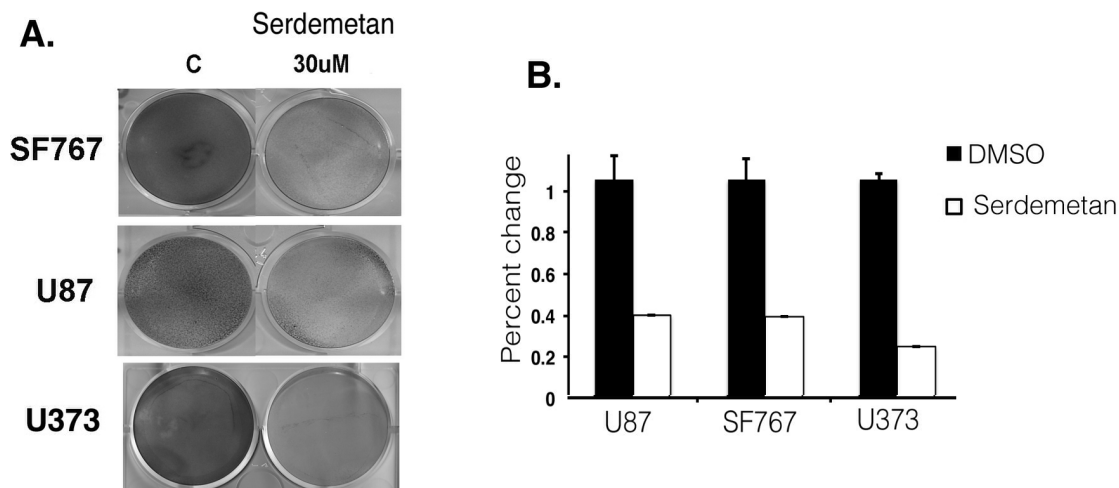 A.
Serdemetan
C 30uM
SF767
U87
U373
B.
Percent change
1
0.8
0.6
0.4
0.2
0
U87 SF767 U373
DMSO
Serdemetan